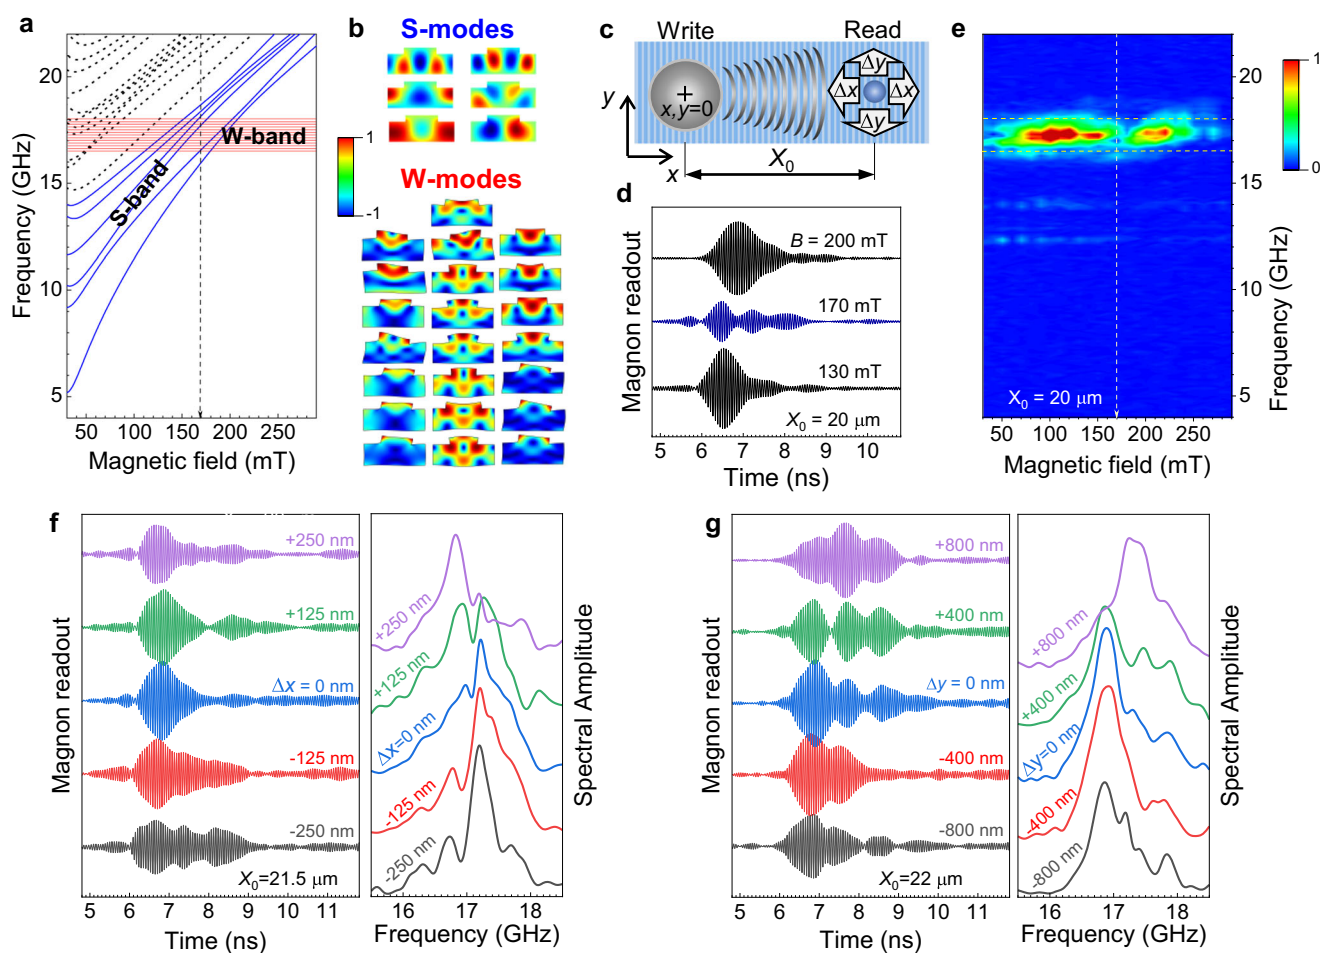 a
Frequency (GHz)
20
15
10
5
50
100
150
200
250
Magnetic field (mT)
S-band
W-band
b
S-modes
1
-1
W-modes
c
Write
Read
x,y=0
Δy
Δx
Δx
Δy
y
x
X₀
d
Magnon readout
B = 200 mT
170 mT
130 mT
X₀ = 20 μm
6
7
8
9
10
Time (ns)
e
X₀ = 20 μm
50
100
150
200
250
Magnetic field (mT)
20
15
10
5
Frequency (GHz)
1
0
f
Magnon readout
+250 nm
+125 nm
Δx = 0 nm
-125 nm
-250 nm
X₀=21.5 μm
5
6
7
8
9
10
11
Time (ns)
+250 nm
+125 nm
Δx=0 nm
-125 nm
-250 nm
16
17
18
Frequency (GHz)
Spectral Amplitude
g
Magnon readout
+800 nm
+400 nm
Δy = 0 nm
-400 nm
-800 nm
X₀=22 μm
5
6
7
8
9
10
11
Time (ns)
+800 nm
+400 nm
Δy=0 nm
-400 nm
-800 nm
16
17
18
Frequency (GHz)
Spectral Amplitude